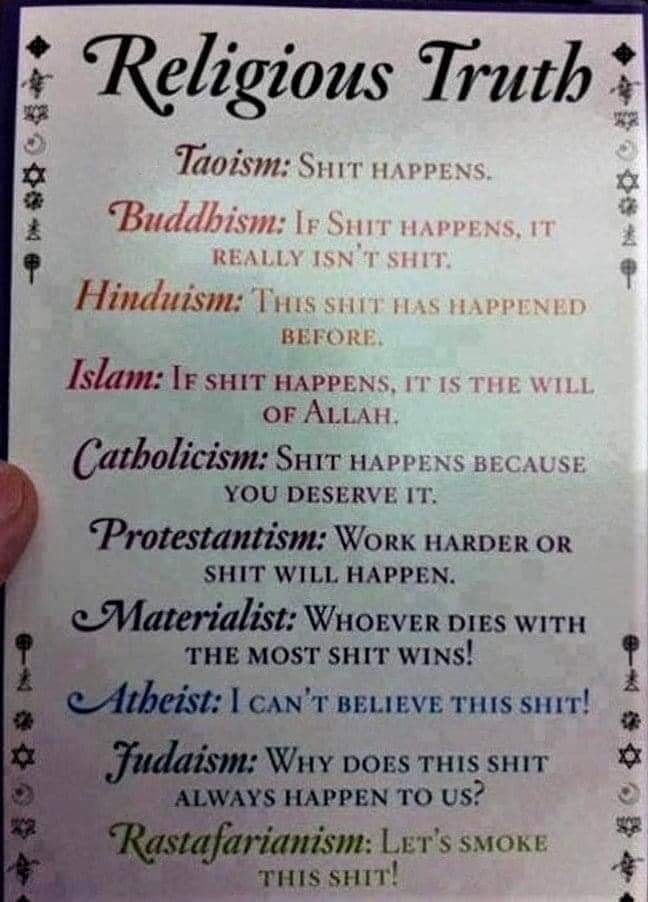 Religious Truth
Taoism: SHIT HAPPENS.
Buddhism: IF SHIT HAPPENS, IT
REALLY ISN'T SHIT.
Hinduism: THIS SHIT HAS HAPPENED
BEFORE.
Islam: IF SHIT HAPPENS, IT IS THE WILL
OF ALLAH.
Catholicism: SHIT HAPPENS BECAUSE
YOU DESERVE IT.
Protestantism: WORK HARDER OR
SHIT WILL HAPPEN.
Materialist: WHOEVER DIES WITH
THE MOST SHIT WINS!
Atheist: I CAN'T BELIEVE THIS SHIT!
Judaism: WHY DOES THIS SHIT
ALWAYS HAPPEN TO US?
Rastafarianism: LET'S SMOKE
THIS SHIT!